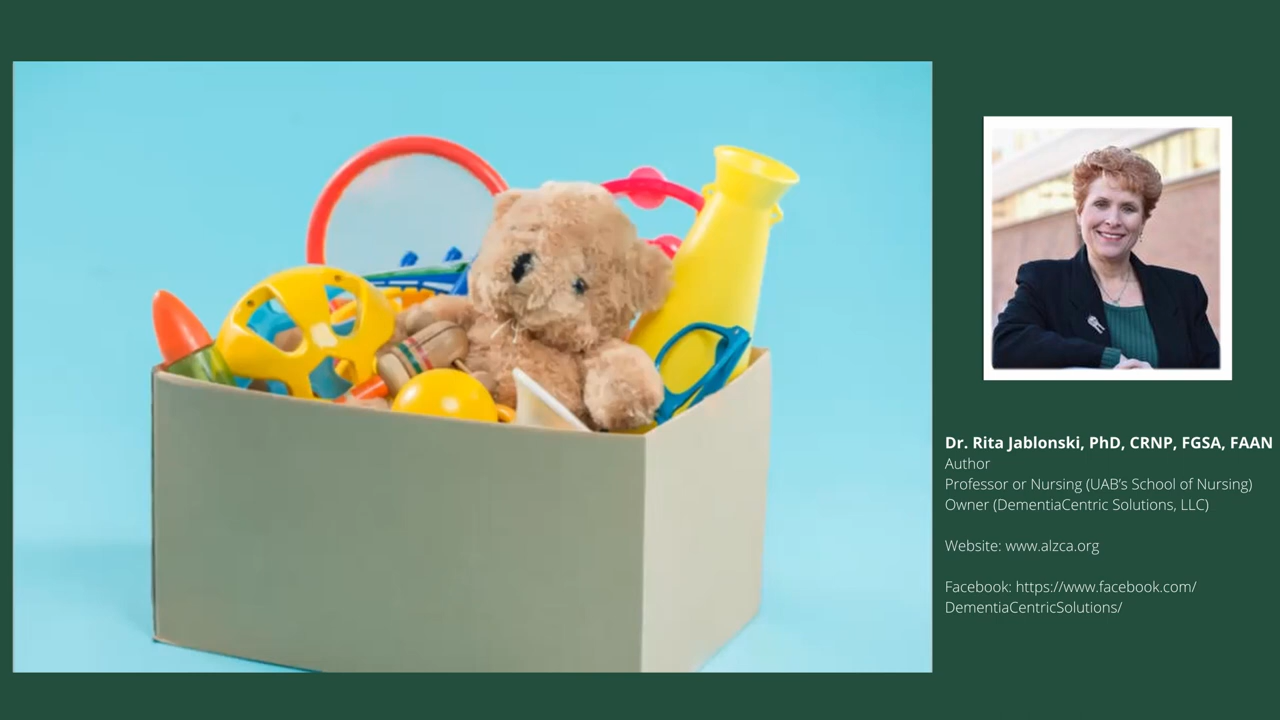 Dr. Rita Jablonski, PhD, CRNP, FGSA, FAAN
Author
Professor or Nursing (UAB’s School of Nursing)
Owner (DementiaCentric Solutions, LLC)
Website: www.alzca.org
Facebook: https://www.facebook.com/
DementiaCentricSolutions/